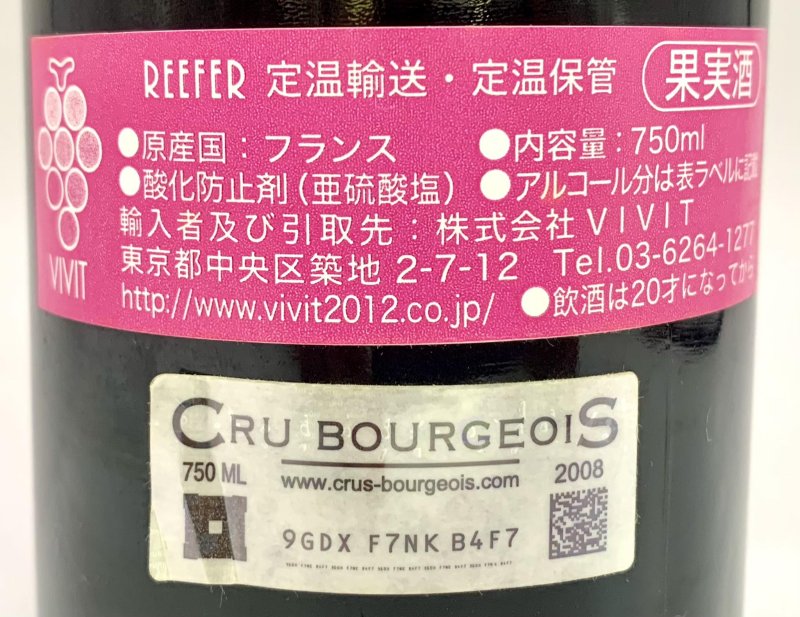 REEFER 定温輸送・定温保管 果実酒
●原産国：フランス ●内容量：750ml
●酸化防止剤（亜硫酸塩） ●アルコール分は表ラベルに記載
輸入者及び引取先：株式会社VIVIT
東京都中央区築地 2-7-12 Tel.03-6264-1277
http://www.vivit2012.co.jp/ ●飲酒は20才になってから
VIVIT
CRU BOURGEOIS
750 ML www.crus-bourgeois.com 2008
9GDX F7NK B4F7